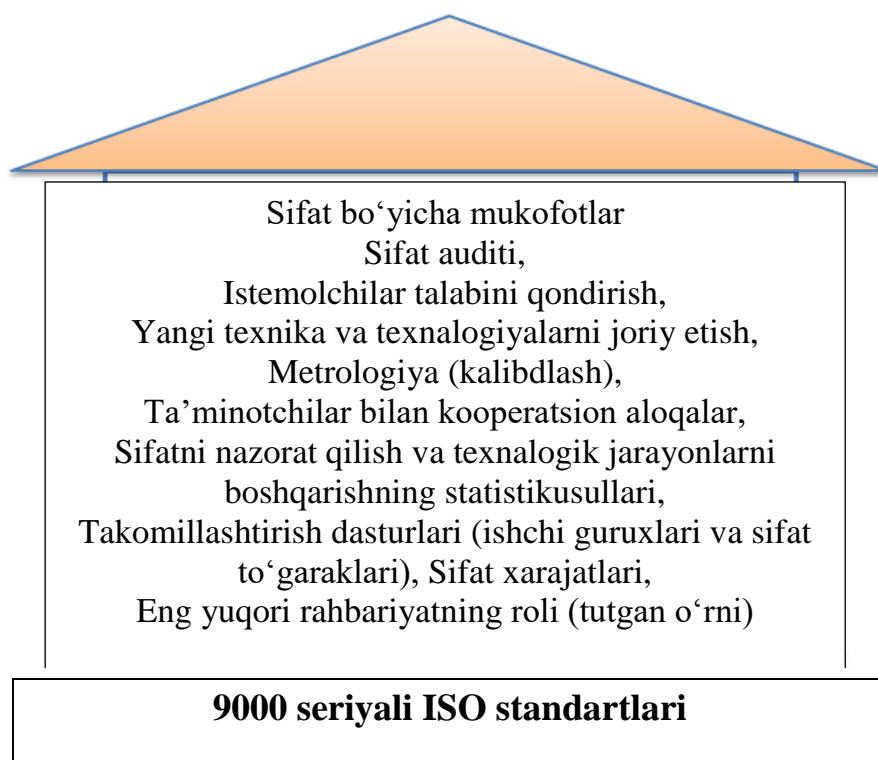 Sifat bo‘yicha mukofotlar
Sifat auditi,
Istemolchilar talabini qondirish,
Yangi texnika va texnalogiyalarni joriy etish,
Metrologiya (kalibdlash),
Ta’minotchilar bilan kooperatsion aloqalar,
Sifatni nazorat qilish va texnalogik jarayonlarni
boshqarishning statistikusullari,
Takomillashtirish dasturlari (ishchi guruxlari va sifat
to‘garaklari), Sifat xarajatlari,
Eng yuqori rahbariyatning roli (tutgan o‘rni)
9000 seriyali ISO standartlari